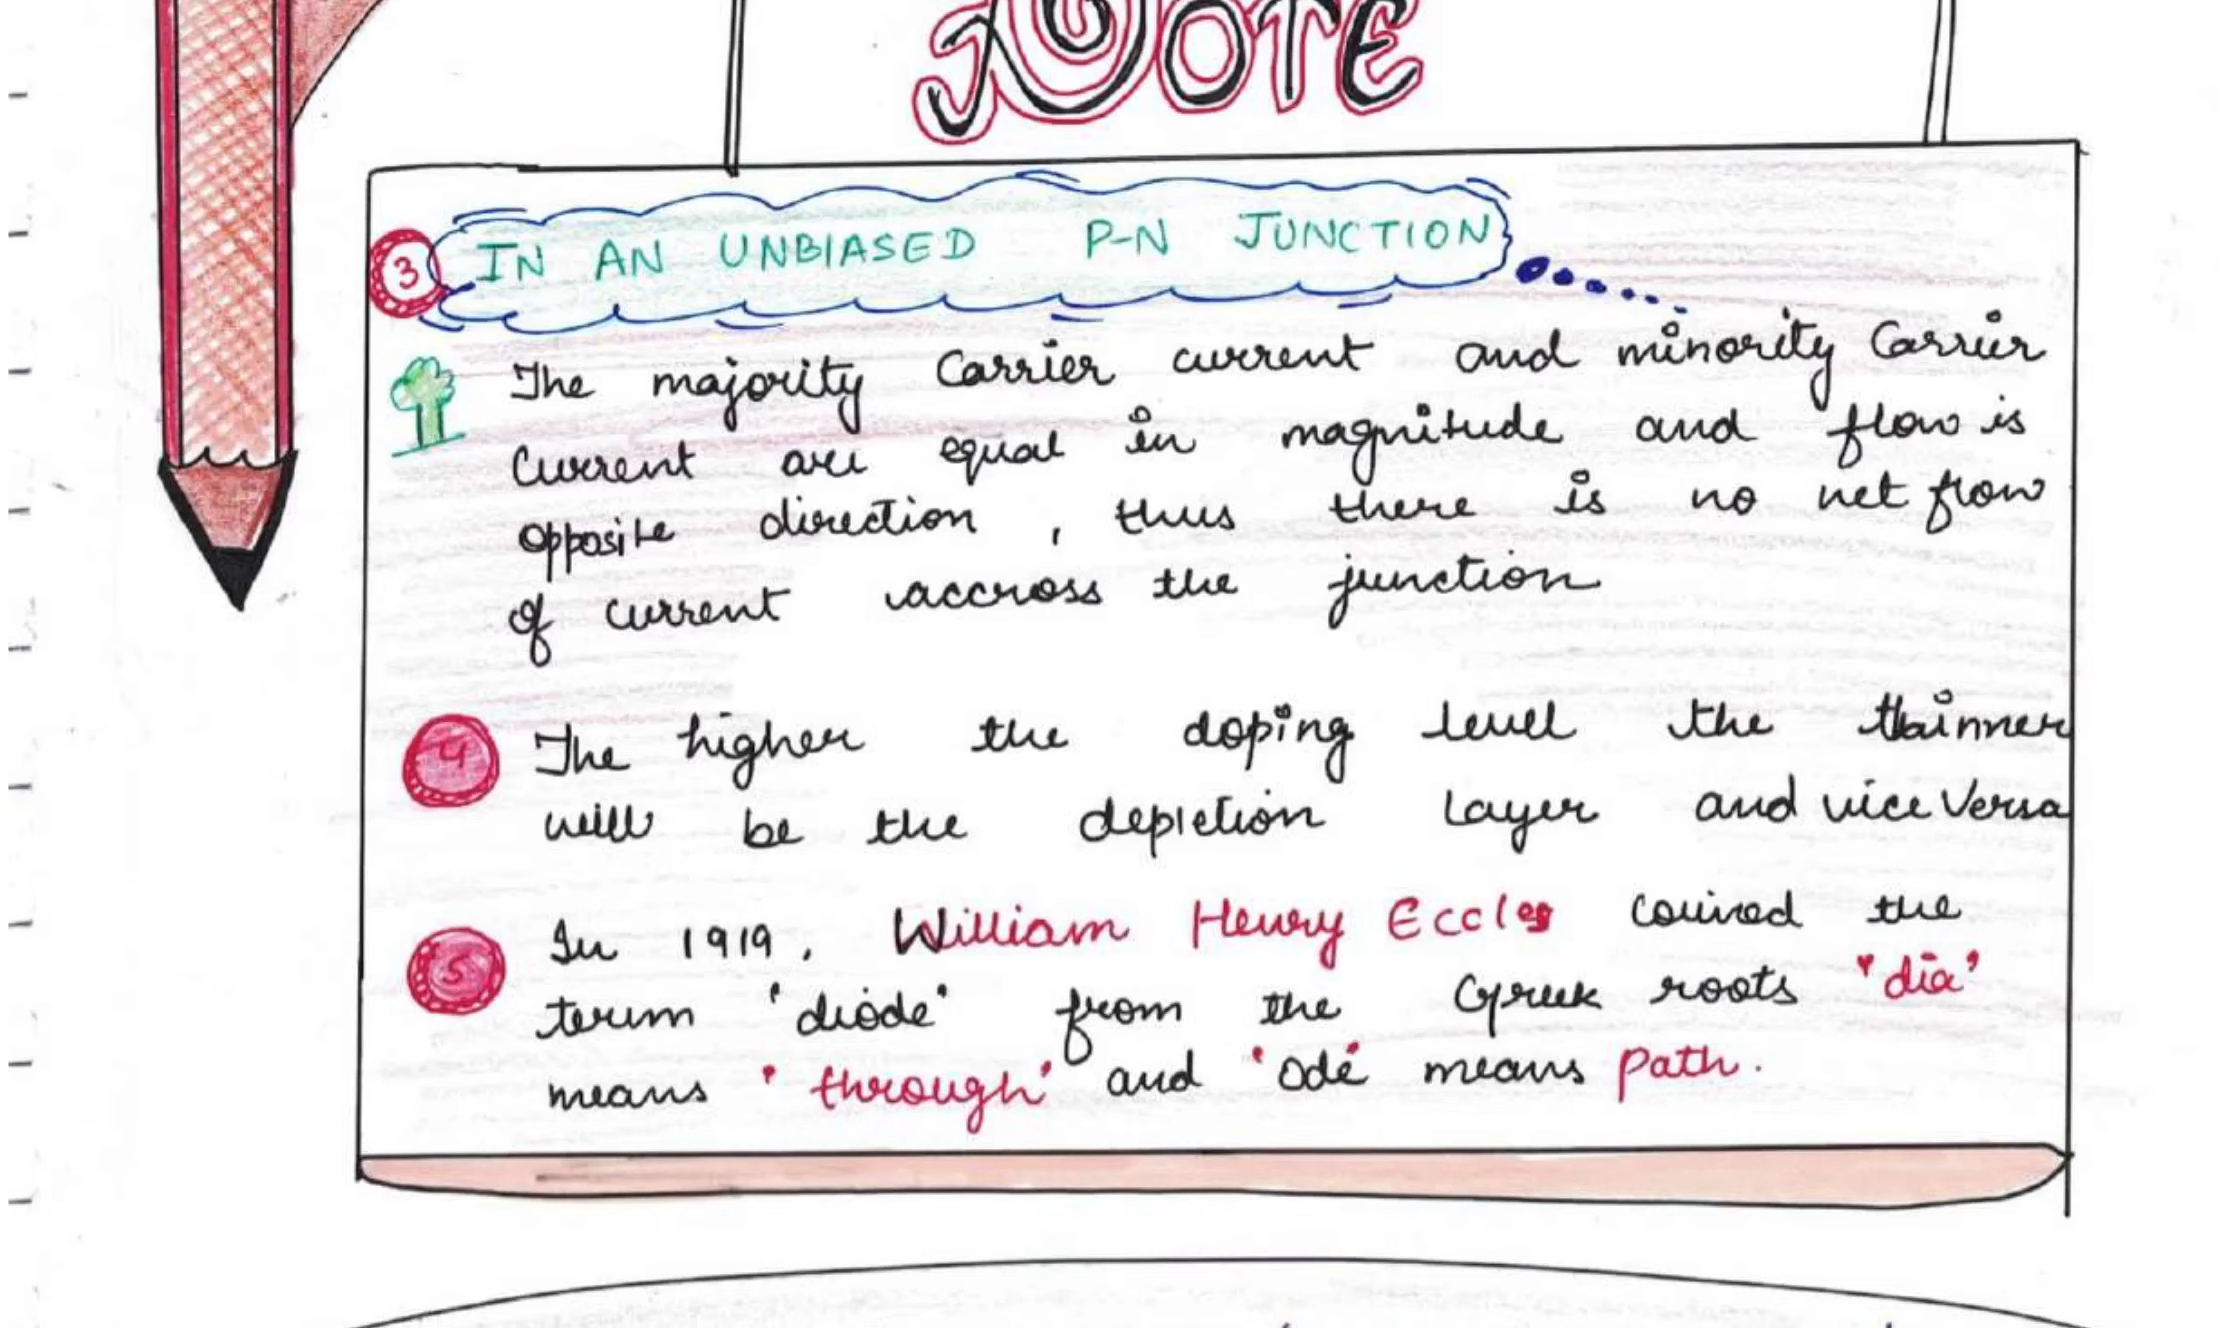 NOTE
3 IN AN UNBIASED P-N JUNCTION
The majority Carrier current and minority Carrier
Current are equal in magnitude and flow is
opposite direction, thus there is no net flow
of current accross the junction
4 The higher the doping level the thinner
will be the depletion Layer and vice Versa
5 In 1919, William Henry Eccles coined the
term 'diode' from the Greek roots 'dia'
means 'through' and 'ode' means path.